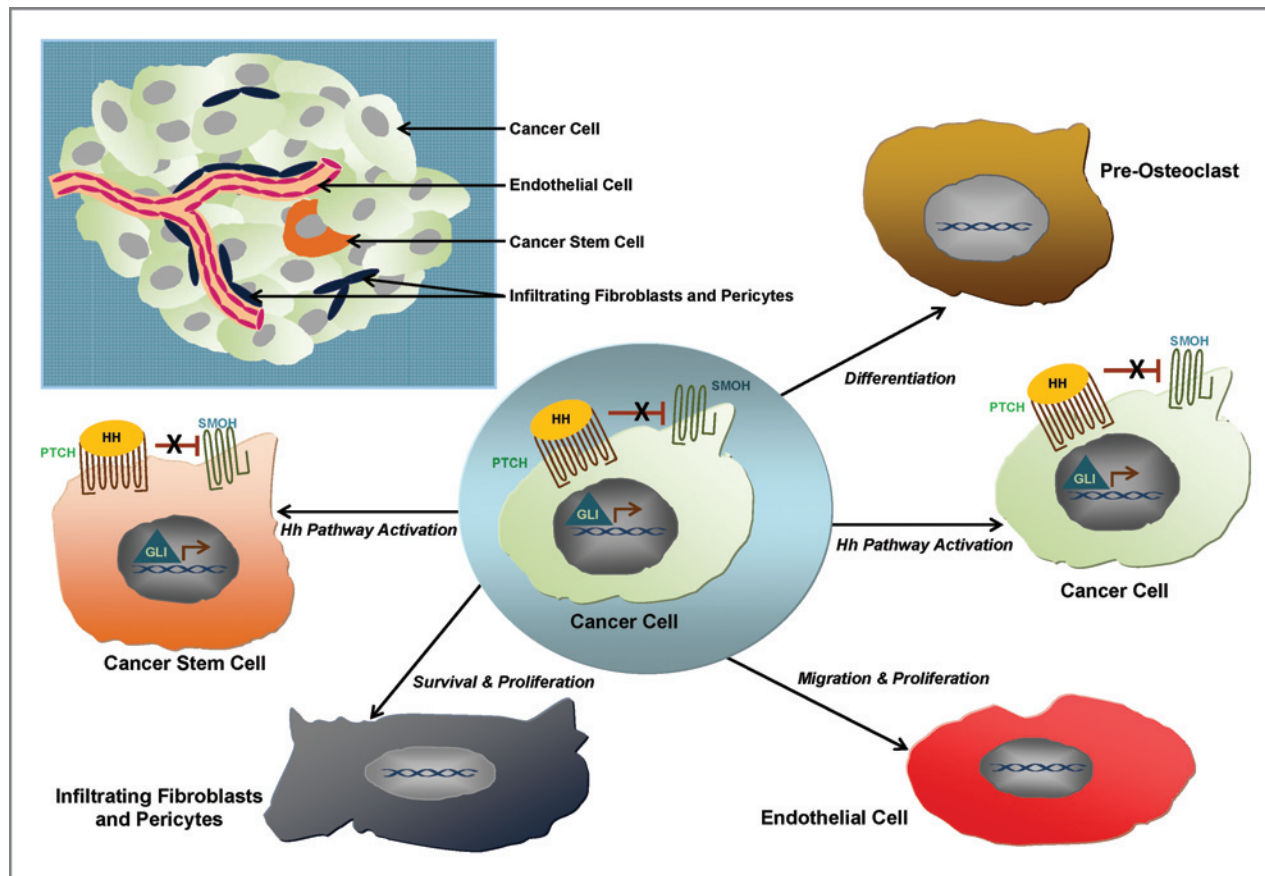 Cancer Cell
Endothelial Cell
Cancer Stem Cell
Infiltrating Fibroblasts and Pericytes
Pre-Osteoclast
Differentiation
SMOH
HH
X
PTCH
GLI
Hh Pathway Activation
Cancer Cell
SMOH
HH
X
PTCH
GLI
Cancer Cell
SMOH
HH
X
PTCH
GLI
Hh Pathway Activation
Cancer Stem Cell
Survival & Proliferation
Infiltrating Fibroblasts
and Pericytes
Migration & Proliferation
Endothelial Cell